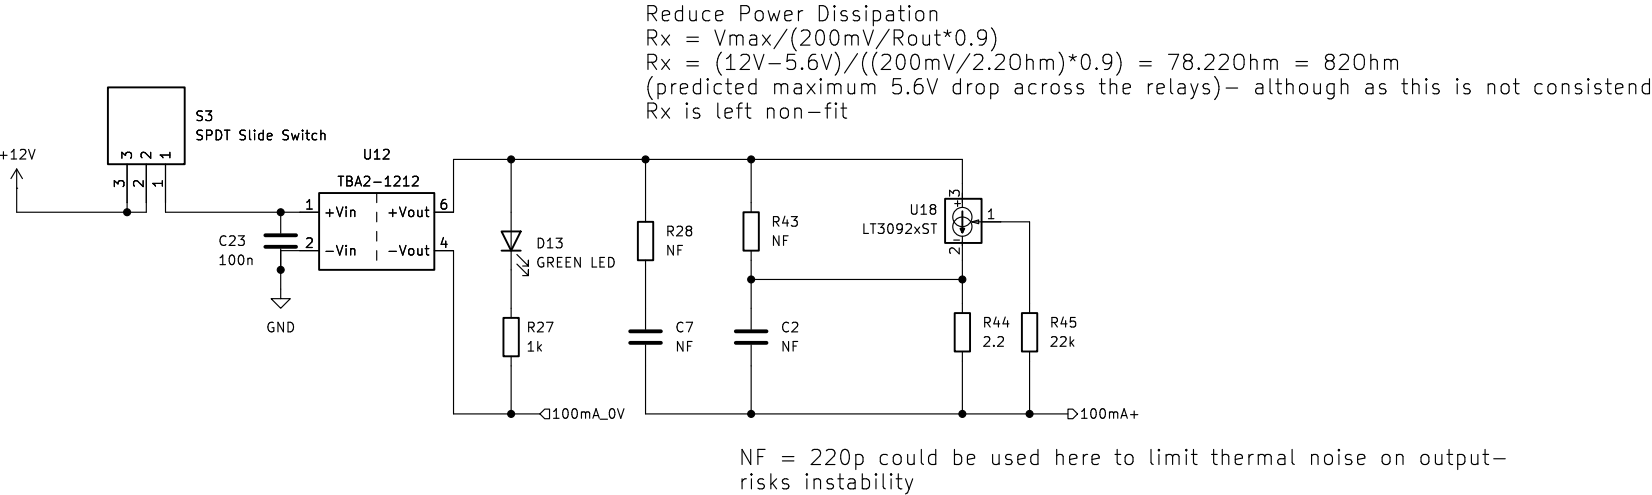 Reduce Power Dissipation
Rx = Vmax/(200mV/Rout*0.9)
Rx = (12V-5.6V)/((200mV/2.2Ohm)*0.9) = 78.22Ohm = 82Ohm
(predicted maximum 5.6V drop across the relays)- although as this is not consistend
Rx is left non-fit
S3
SPDT Slide Switch
3 2 1
3 2 1
+12V
U12
TBA2-1212
1 +Vin +Vout 6
2 -Vin -Vout 4
C23
100n
GND
D13
GREEN LED
R27
1k
100mA_0V
R28
NF
C7
NF
R43
NF
C2
NF
U18
LT3092xST
3
+
1
-
2
R44
2.2
R45
22k
100mA+
NF = 220p could be used here to limit thermal noise on output-
risks instability